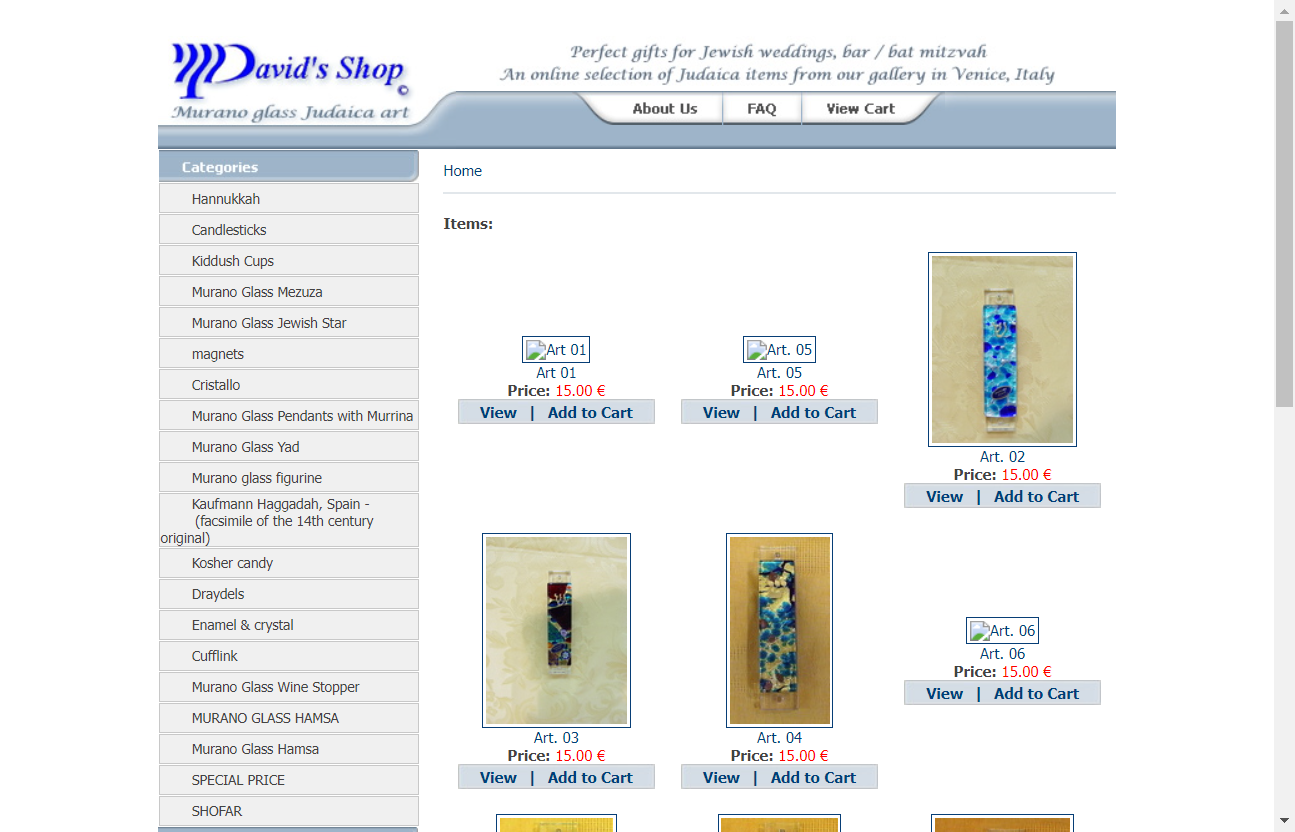 David's Shop
©
Murano glass Judaica art
Perfect gifts for Jewish weddings, bar / bat mitzvah
An online selection of Judaica items from our gallery in Venice, Italy
About Us
FAQ
View Cart
Categories
Hannukkah
Candlesticks
Kiddush Cups
Murano Glass Mezuza
Murano Glass Jewish Star
magnets
Cristallo
Murano Glass Pendants with Murrina
Murano Glass Yad
Murano glass figurine
Kaufmann Haggadah, Spain -
(facsimile of the 14th century
original)
Kosher candy
Draydels
Enamel & crystal
Cufflink
Murano Glass Wine Stopper
MURANO GLASS HAMSA
Murano Glass Hamsa
SPECIAL PRICE
SHOFAR
Home
Items:
Art 01
Art 01
Price: 15.00 €
View | Add to Cart
Art. 05
Art. 05
Price: 15.00 €
View | Add to Cart
Art. 02
Price: 15.00 €
View | Add to Cart
Art. 03
Price: 15.00 €
View | Add to Cart
Art. 04
Price: 15.00 €
View | Add to Cart
Art. 06
Art. 06
Price: 15.00 €
View | Add to Cart